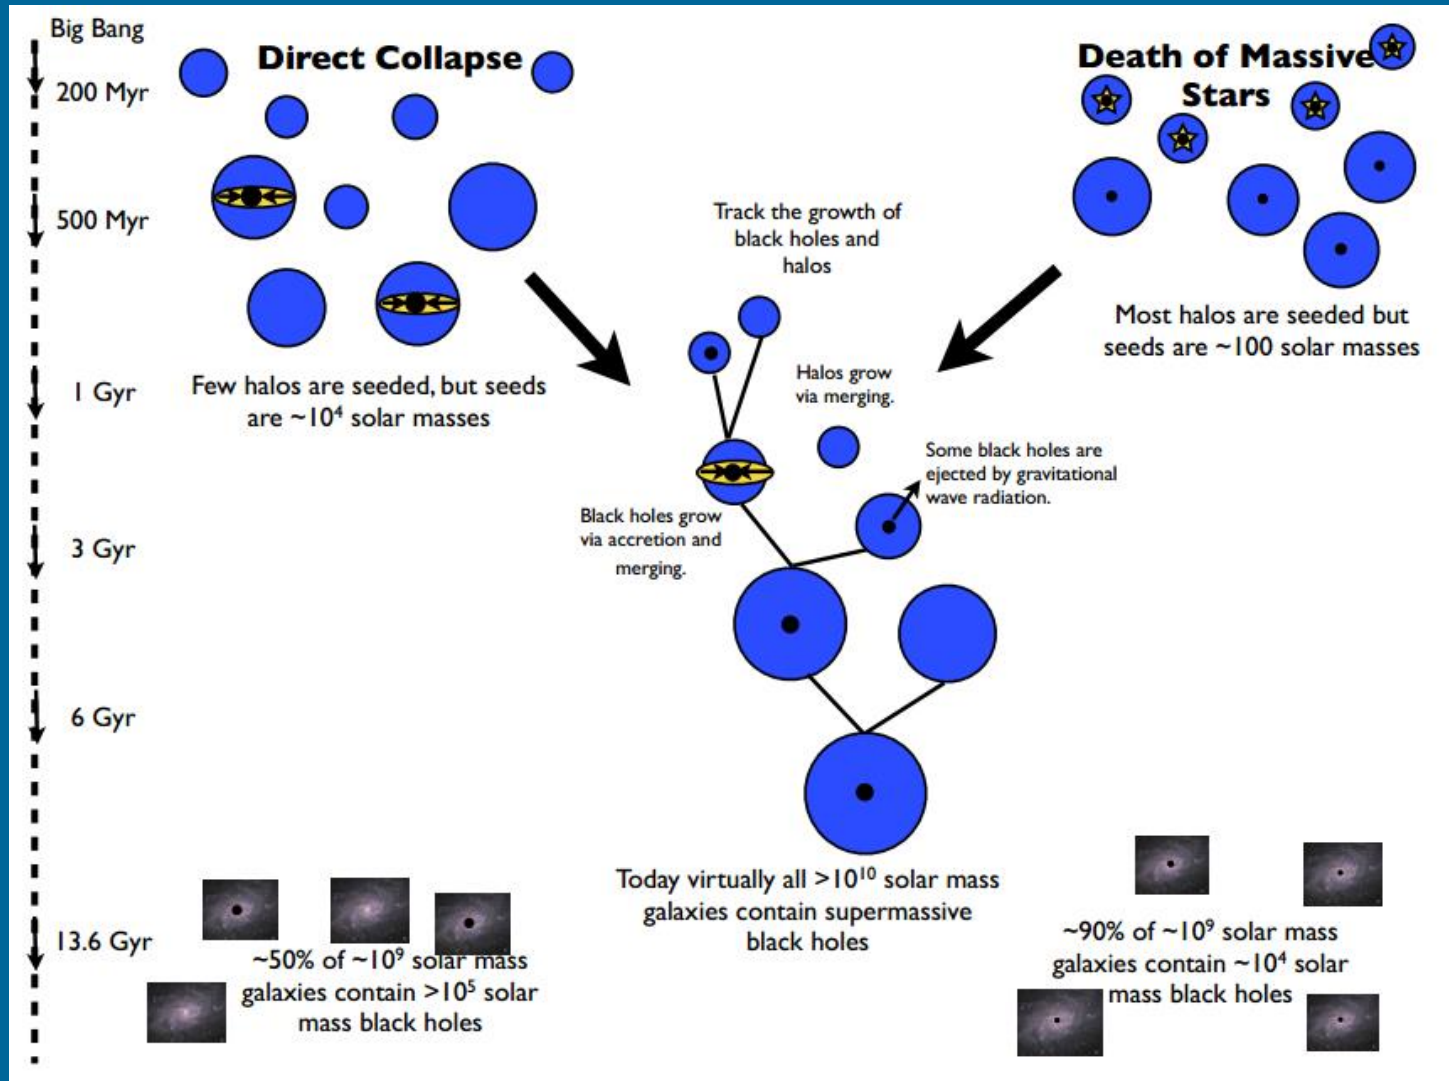 Big Bang
200 Myr
500 Myr
1 Gyr
3 Gyr
6 Gyr
13.6 Gyr
Direct Collapse
Few halos are seeded, but seeds
are ~10⁴ solar masses
Death of Massive
Stars
Most halos are seeded but
seeds are ~100 solar masses
Track the growth of
black holes and
halos
Halos grow
via merging.
Some black holes are
ejected by gravitational
wave radiation.
Black holes grow
via accretion and
merging.
Today virtually all >10¹⁰ solar mass
galaxies contain supermassive
black holes
~50% of ~10⁹ solar mass
galaxies contain >10⁵ solar
mass black holes
~90% of ~10⁹ solar mass
galaxies contain ~10⁴ solar
mass black holes